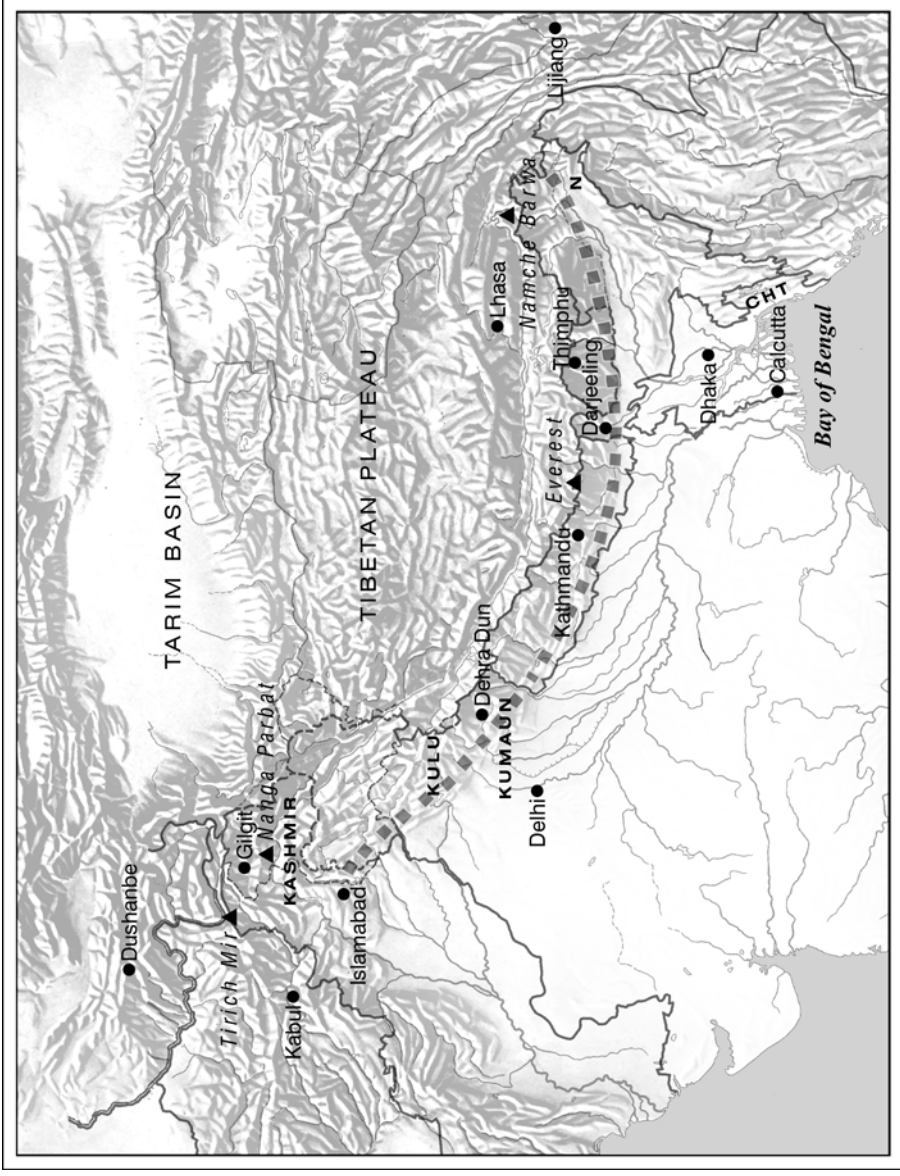 TARIM BASIN
TIBETAN PLATEAU
Dushanbe
Tirich Mir
Gilgit
Nanga Parbat
KASHMIR
Kabul
Islamabad
KULU
KUMAUN
Dehra Dun
Delhi
Kathmandu
Everest
Darjeeling
Thimphu
Lhasa
Namche Barwa
N
Lijiang
Dhaka
CHT
Calcutta
Bay of Bengal